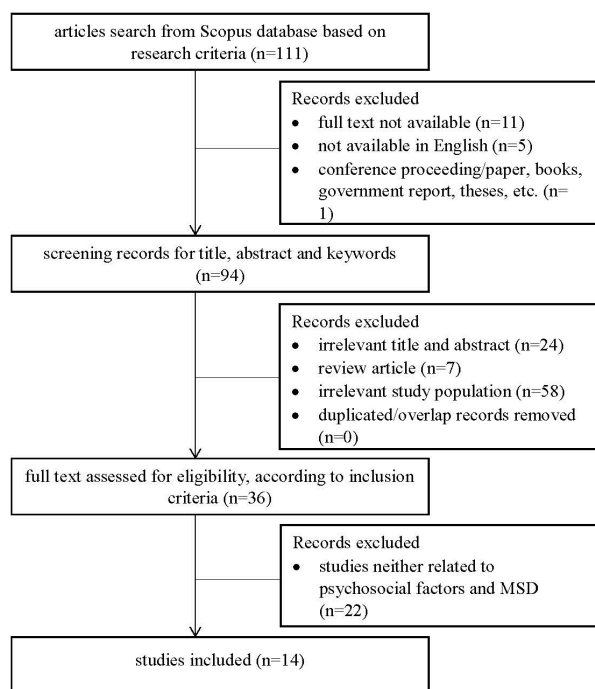 articles search from Scopus database based on
research criteria (n=111)
Records excluded
• full text not available (n=11)
• not available in English (n=5)
• conference proceeding/paper, books,
government report, theses, etc. (n=
1)
screening records for title, abstract and keywords
(n=94)
Records excluded
• irrelevant title and abstract (n=24)
• review article (n=7)
• irrelevant study population (n=58)
• duplicated/overlap records removed
(n=0)
full text assessed for eligibility, according to inclusion
criteria (n=36)
Records excluded
• studies neither related to
psychosocial factors and MSD
(n=22)
studies included (n=14)